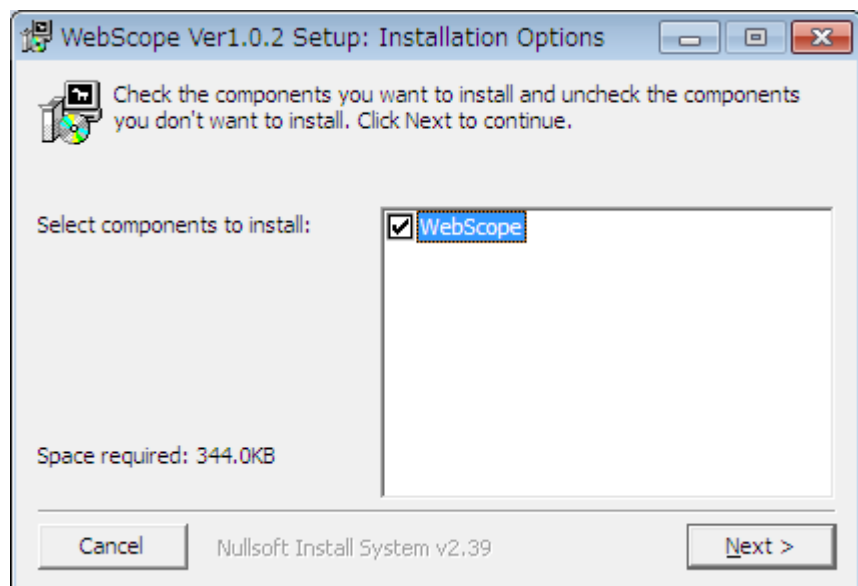 WebScope Ver1.0.2 Setup: Installation Options
Check the components you want to install and uncheck the components
you don't want to install. Click Next to continue.
Select components to install:
WebScope
Space required: 344.0KB
Cancel
Nullsoft Install System v2.39
Next >